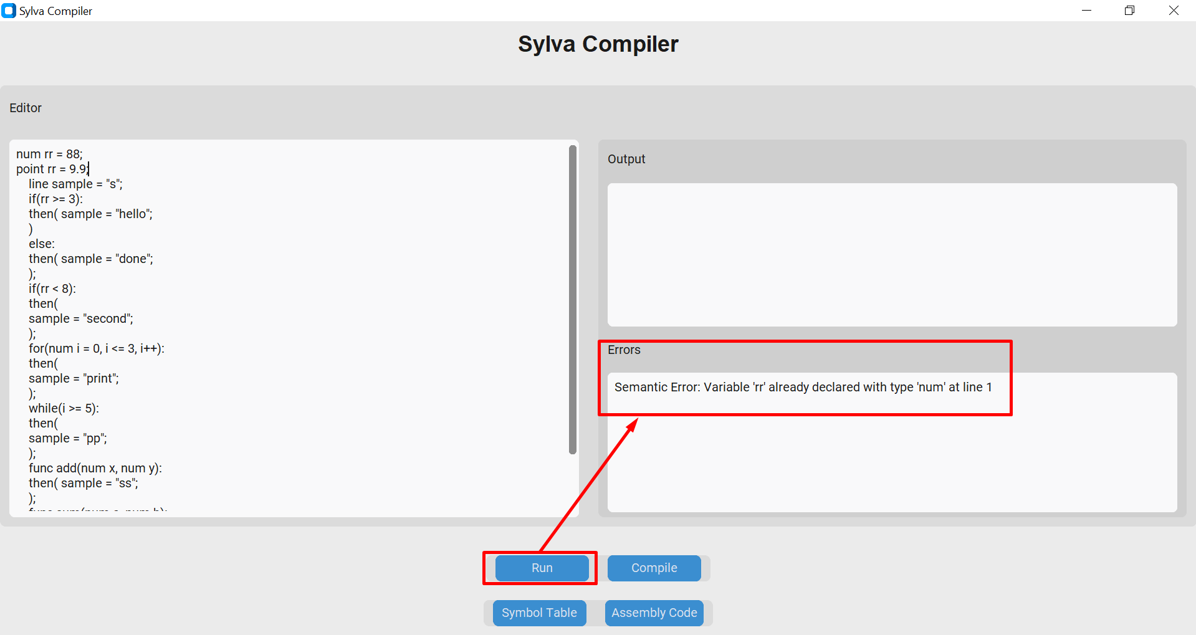 Sylva Compiler
Sylva Compiler
Editor
num rr = 88;
point rr = 9.9;
line sample = "s";
if(rr >= 3):
then( sample = "hello";
)
else:
then( sample = "done";
);
if(rr < 8):
then(
sample = "second";
);
for(num i = 0, i <= 3, i++):
then(
sample = "print";
);
while(i >= 5):
then(
sample = "pp";
);
func add(num x, num y):
then( sample = "ss";
);
Output
Errors
Semantic Error: Variable 'rr' already declared with type 'num' at line 1
Run
Compile
Symbol Table
Assembly Code